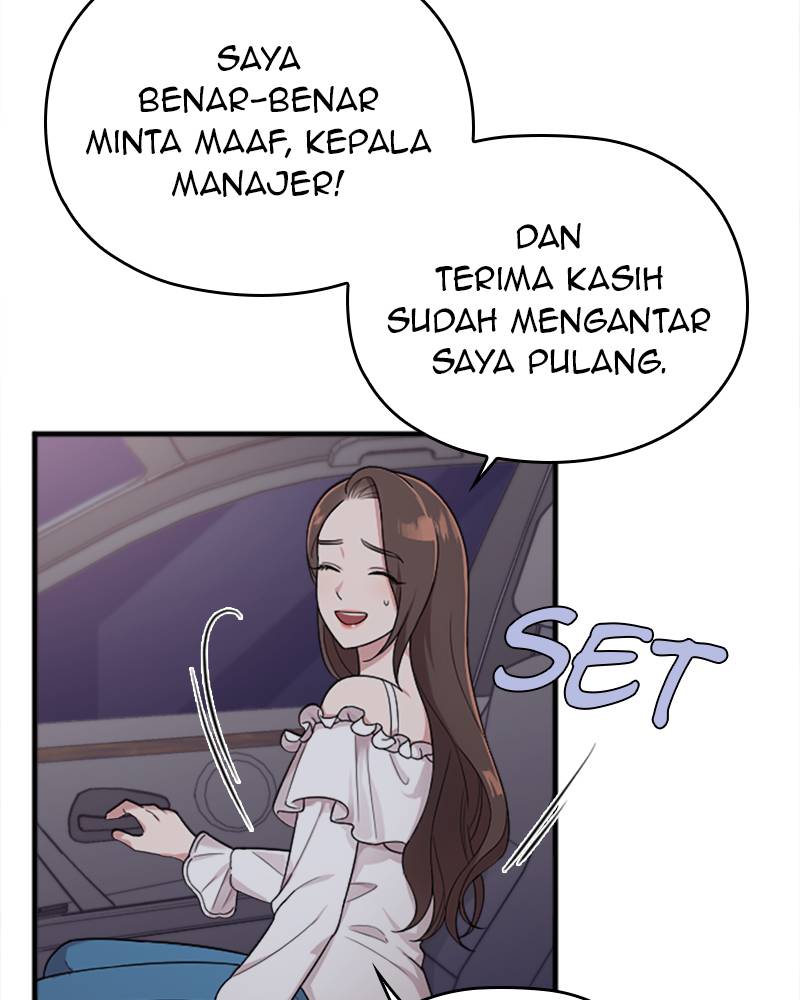 SAYA
BENAR-BENAR
MINTA MAAF, KEPALA
MANAJER!
DAN
TERIMA KASIH
SUDAH MENGANTAR
SAYA PULANG.
SET